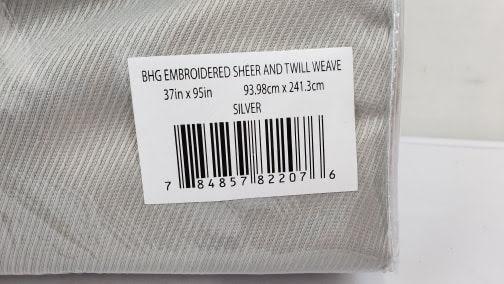 BHG EMBROIDERED SHEER AND TWILL WEAVE
37in x 95in 93.98cm x 241.3cm
SILVER
7 84857 82207 6